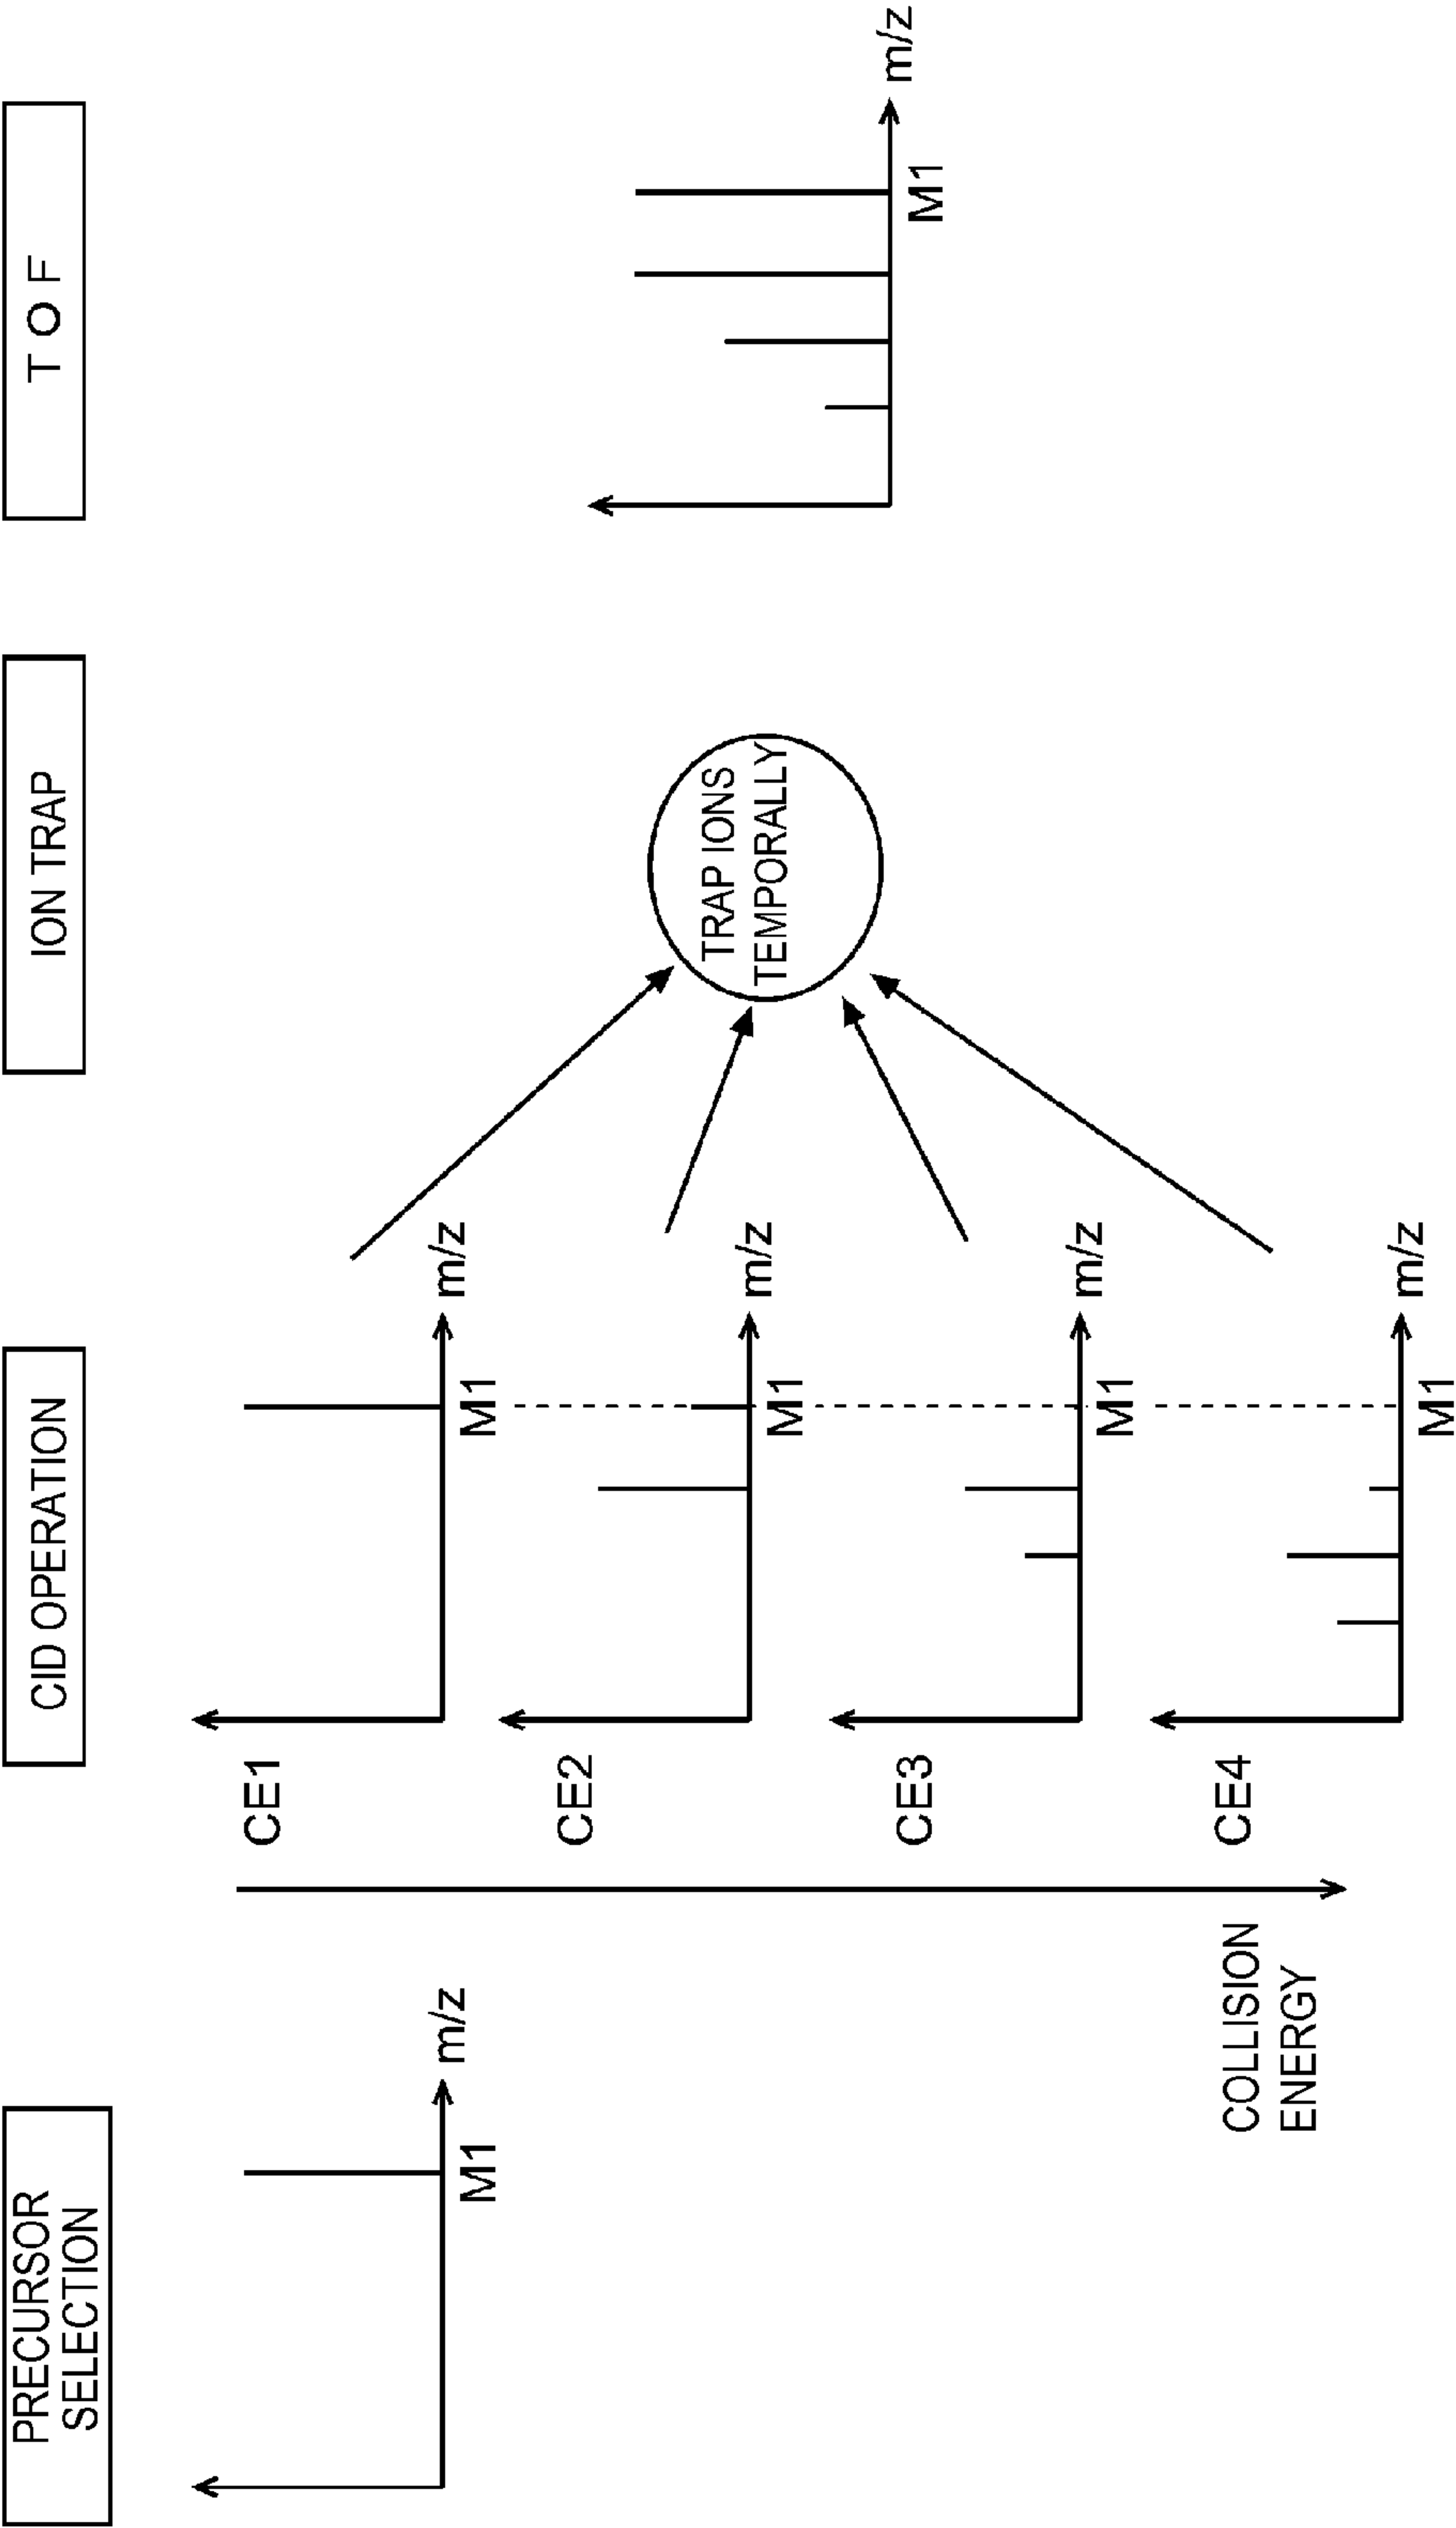 PRECURSOR
SELECTION
CID OPERATION
ION TRAP
T O F
m/z
M1
COLLISION
ENERGY
CE1
m/z
M1
CE2
m/z
M1
CE3
m/z
M1
CE4
m/z
M1
TRAP IONS
TEMPORALLY
m/z
M1